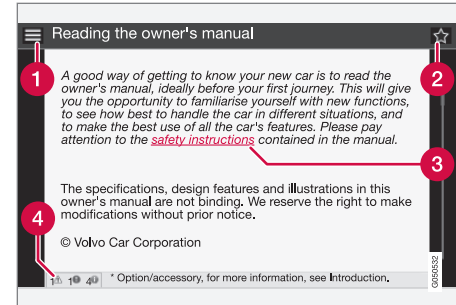 Reading the owner's manual
1
2
A good way of getting to know your new car is to read the
owner's manual, ideally before your first journey. This will give
you the opportunity to familiarise yourself with new functions,
to see how best to handle the car in different situations, and
to make the best use of all the car's features. Please pay
attention to the safety instructions contained in the manual.
3
The specifications, design features and illustrations in this
owner's manual are not binding. We reserve the right to make
modifications without prior notice.
4
© Volvo Car Corporation
1 1 4 * Option/accessory, for more information, see Introduction.
G050532